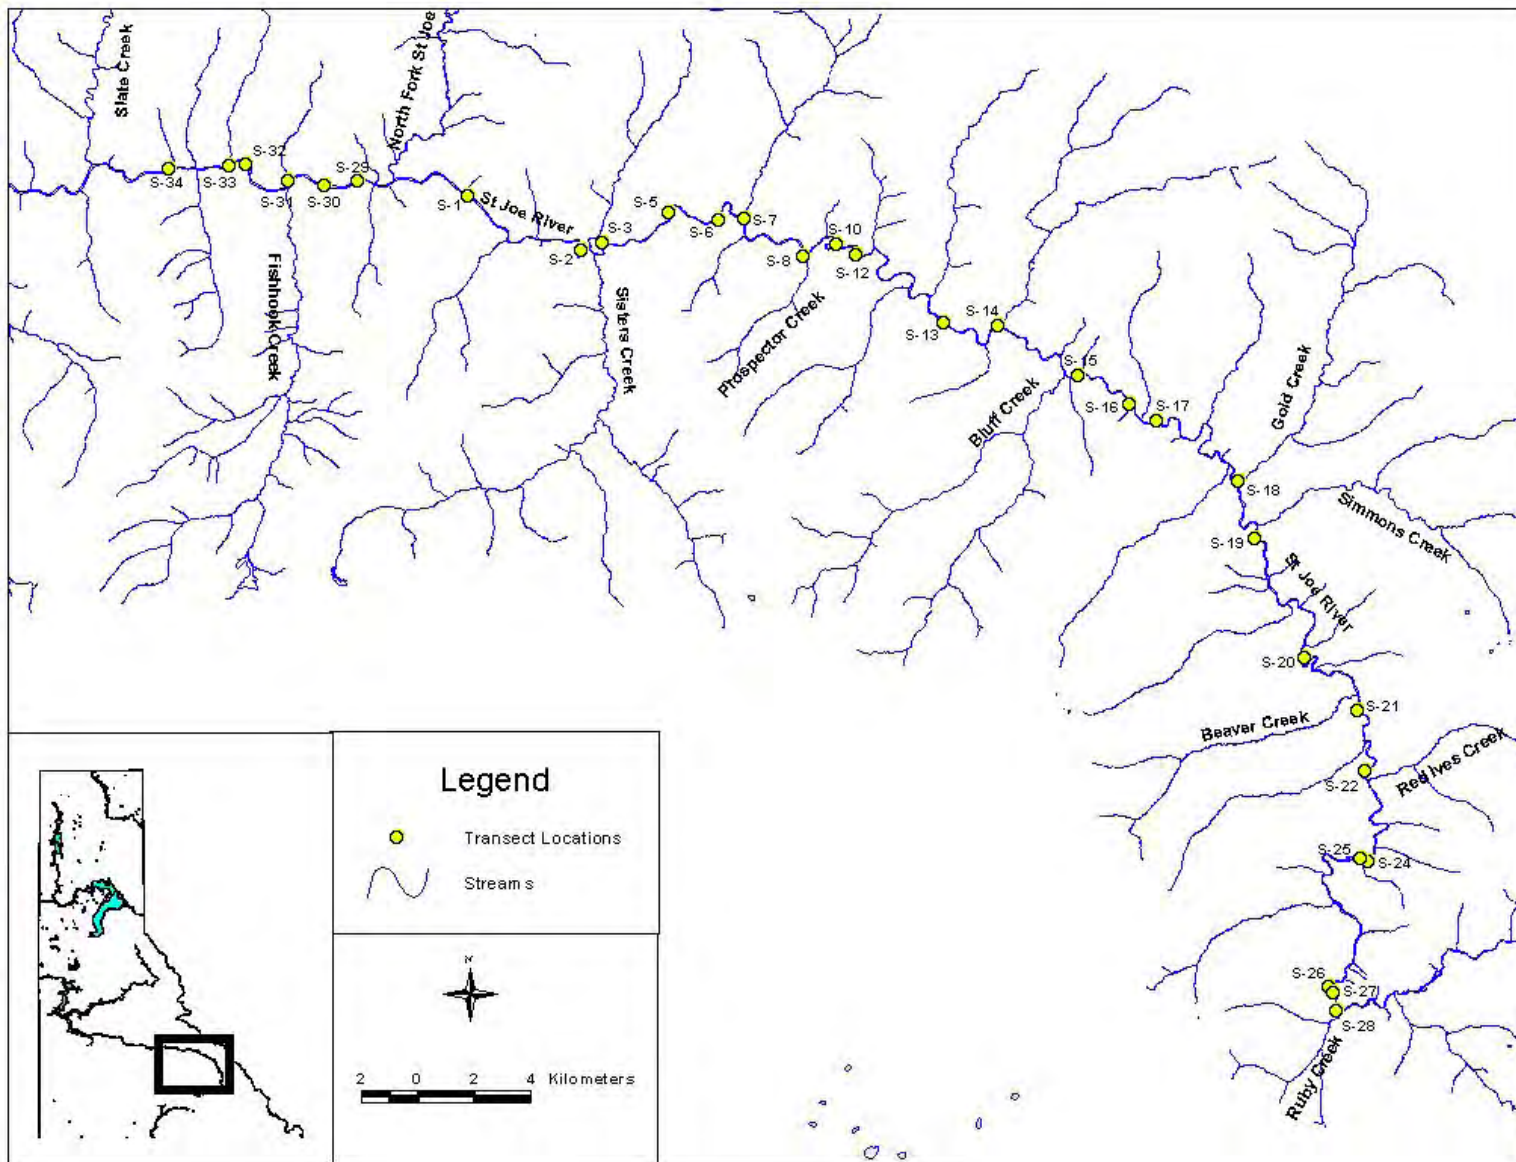 Slate Creek
North Fork St Joe
S-34
S-33
S-32
S-31
S-30
S-29
S-1
St Joe River
S-2
S-3
S-5
S-6
S-7
S-8
S-10
S-12
Fishhook Creek
Sisters Creek
Prospector Creek
S-13
S-14
S-15
S-16
S-17
Bluff Creek
Gold Creek
S-18
Simmons Creek
S-19
St Joe River
S-20
S-21
Beaver Creek
Red Ives Creek
S-22
S-25
S-24
S-26
S-27
S-28
Ruby Creek
Legend
Transect Locations
Streams
N
2 0 2 4 Kilometers